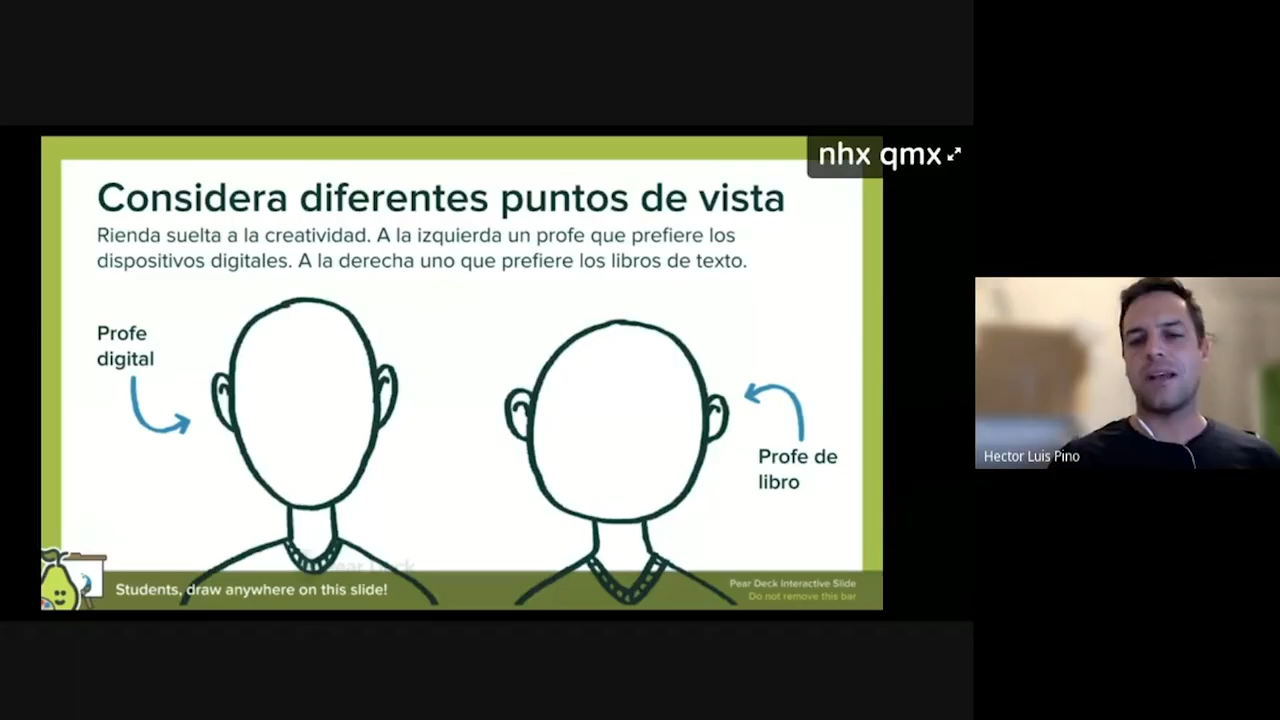 nhx qmx
Considera diferentes puntos de vista
Rienda suelta a la creatividad. A la izquierda un profe que prefiere los
dispositivos digitales. A la derecha uno que prefiere los libros de texto.
Profe
digital
Profe de
libro
Hector Luis Pino
Pear Deck
Students, draw anywhere on this slide!
Pear Deck Interactive Slide
Do not remove this bar